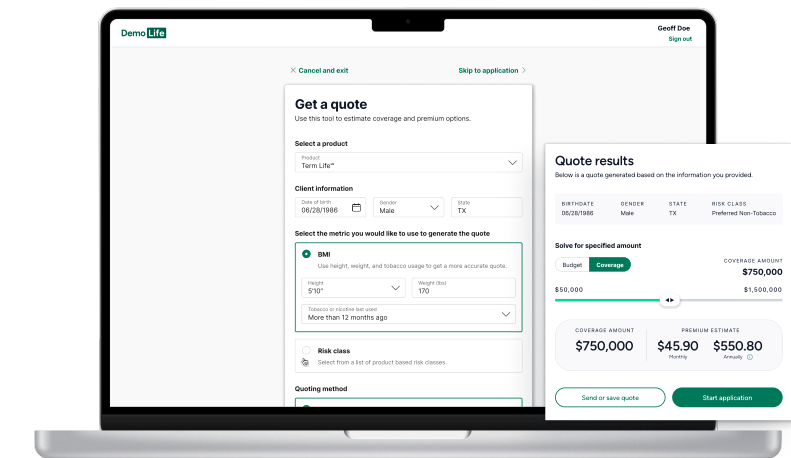 Demo Life
Geoff Doe
Sign out
Cancel and exit
Skip to application
Get a quote
Use this tool to estimate coverage and premium options.
Select a product
Product
Term Life℠
Client information
Date of birth
06/28/1986
Gender
Male
State
TX
Select the metric you would like to use to generate the quote
BMI
Use height, weight, and tobacco usage to get a more accurate quote.
Height
5'10"
Weight (lbs)
170
Tobacco or nicotine last used
More than 12 months ago
Risk class
Select from a list of product based risk classes.
Quoting method
Quote results
Below is a quote generated based on the information you provided.
BIRTHDATE GENDER STATE RISK CLASS
06/28/1986 Male TX Preferred Non-Tobacco
Solve for specified amount
Budget Coverage
COVERAGE AMOUNT
$750,000
$50,000 $1,500,000
COVERAGE AMOUNT PREMIUM ESTIMATE
$750,000 $45.90 $550.80
Monthly Annually
Send or save quote Start application